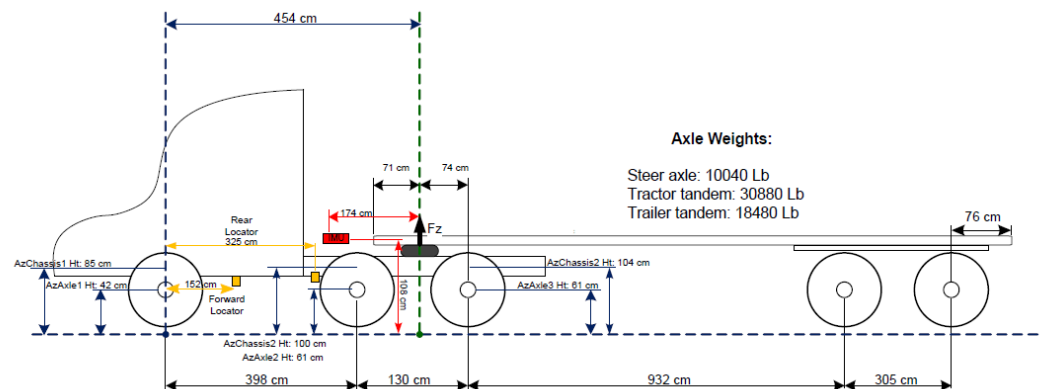 454 cm
Axle Weights:
71 cm
74 cm
Steer axle: 10040 Lb
Tractor tandem: 30880 Lb
Trailer tandem: 18480 Lb
174 cm
76 cm
Rear
Locator
325 cm
IMU
Fz
AzChassis1 Ht: 85 cm
AzChassis2 Ht: 104 cm
AzAxle1 Ht: 42 cm
152 cm
108 cm
AzAxle3 Ht: 61 cm
Forward
Locator
AzChassis2 Ht: 100 cm
AzAxle2 Ht: 61 cm
398 cm
130 cm
932 cm
305 cm